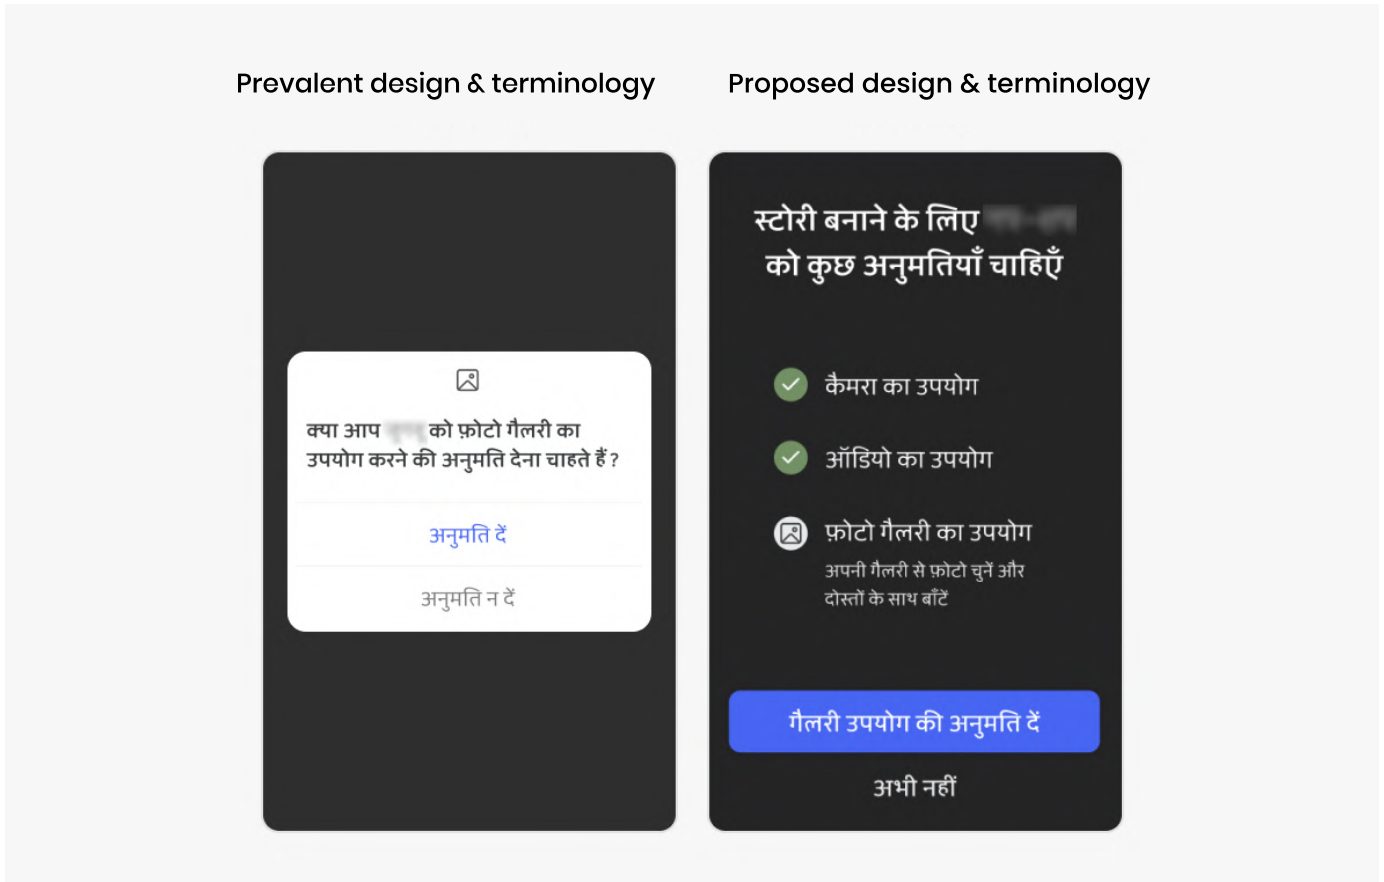 Prevalent design & terminology
Proposed design & terminology
क्या आप को फ़ोटो गैलरी का
उपयोग करने की अनुमति देना चाहते हैं ?
अनुमति दें
अनुमति न दें
स्टोरी बनाने के लिए
को कुछ अनुमतियाँ चाहिएँ
कैमरा का उपयोग
ऑडियो का उपयोग
फ़ोटो गैलरी का उपयोग
अपनी गैलरी से फ़ोटो चुनें और
दोस्तों के साथ बाँटें
गैलरी उपयोग की अनुमति दें
अभी नहीं